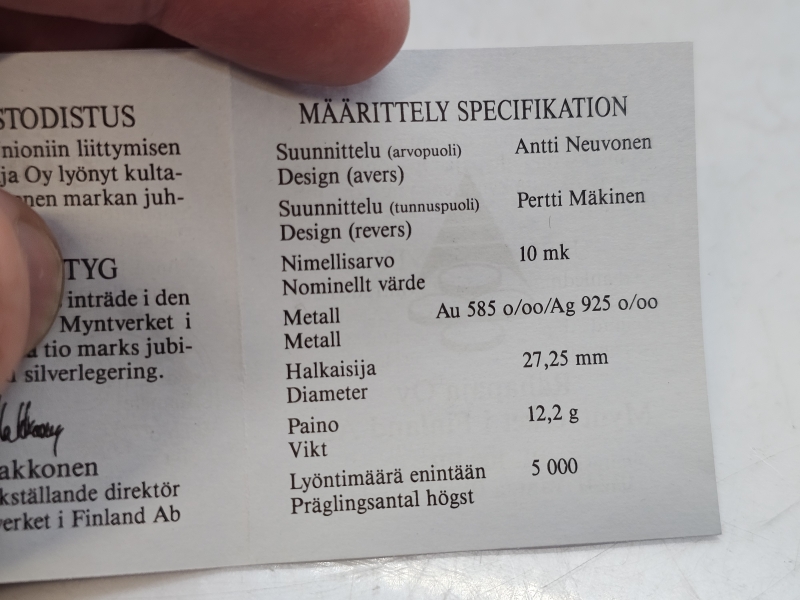 STODISTUS
nioniin liittymisen
ja Oy lyönyt kulta-
nen markan juh-
TYG
inträde i den
Myntverket i
tio marks jubi-
silverlegering.
akkonen
kställande direktör
verket i Finland Ab
MÄÄRITTELY SPECIFIKATION
Suunnittelu (arvopuoli) Antti Neuvonen
Design (avers)
Suunnittelu (tunnuspuoli) Pertti Mäkinen
Design (revers)
Nimellisarvo 10 mk
Nominellt värde
Metall Au 585 o/oo/Ag 925 o/oo
Metall
Halkaisija 27,25 mm
Diameter
Paino 12,2 g
Vikt
Lyöntimäärä enintään 5 000
Präglingsantal högst